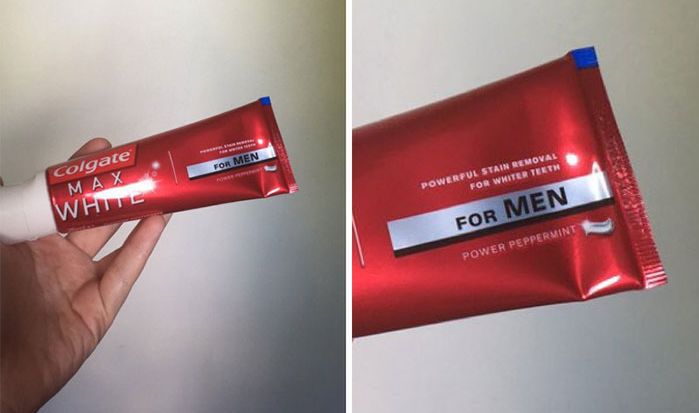 Colgate
MAX
WHITE
POWERFUL STAIN REMOVAL
FOR WHITER TEETH
FOR MEN
POWER PEPPERMINT
POWERFUL STAIN REMOVAL
FOR WHITER TEETH
FOR MEN
POWER PEPPERMINT